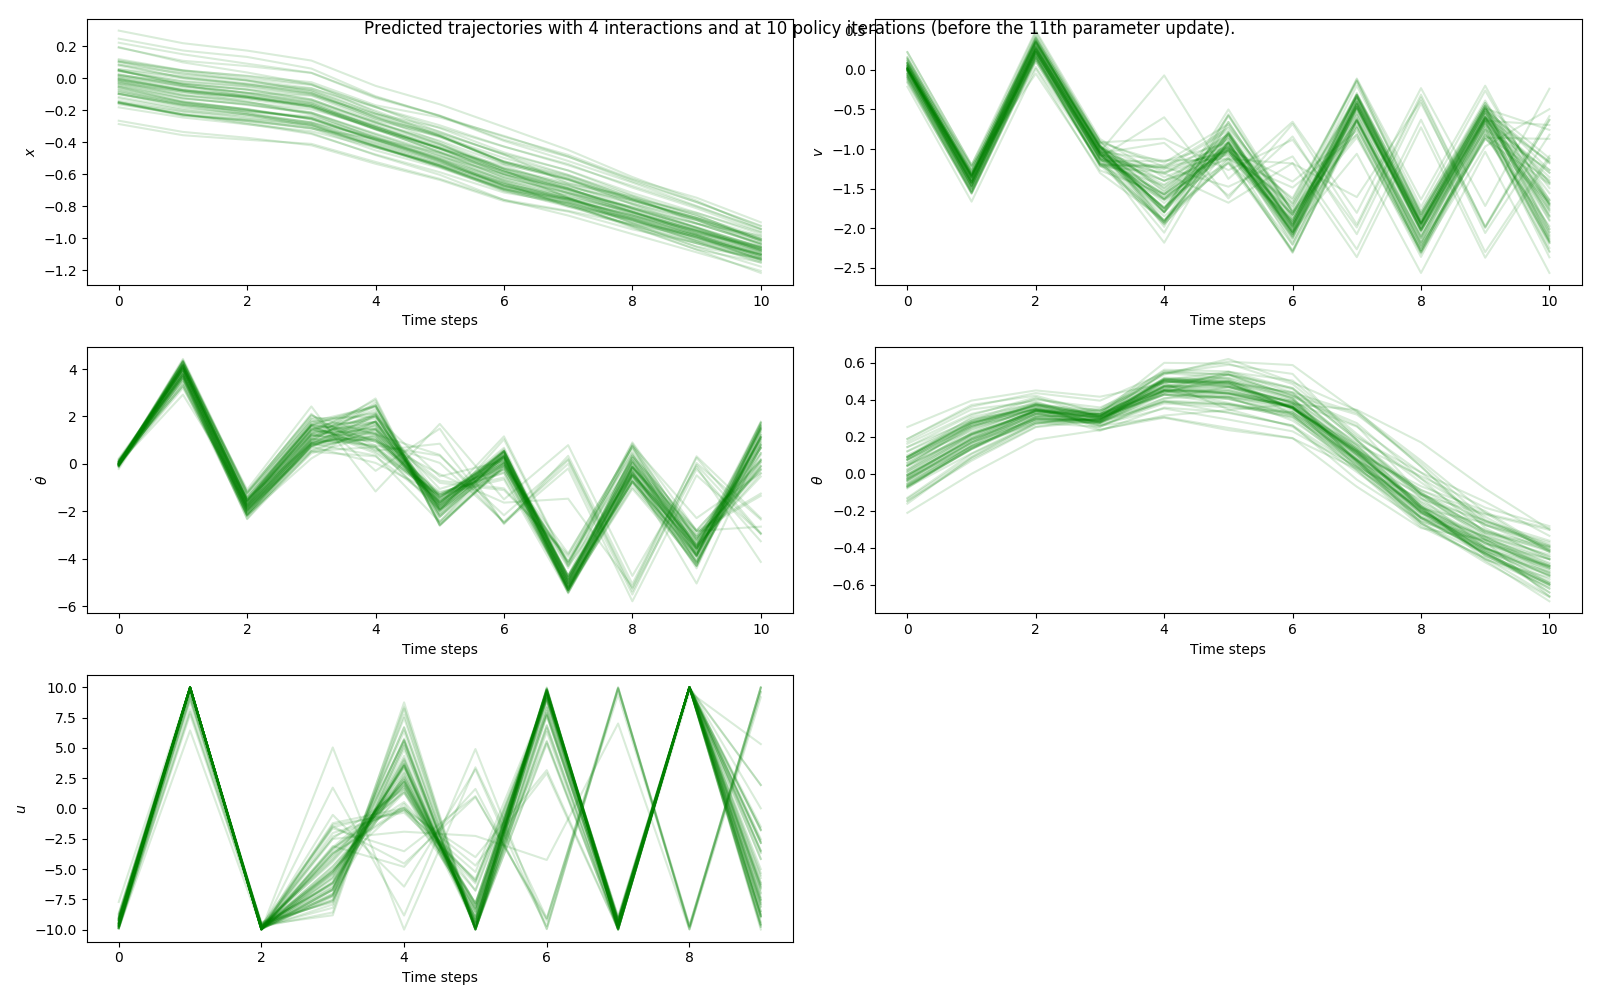 Predicted trajectories with 4 interactions and at 10 policy iterations (before the 11th parameter update).
0.2
0.0
−0.2
−0.4
−0.6
−0.8
−1.0
−1.2
x
0 2 4 6 8 10
Time steps
0.5
0.0
−0.5
−1.0
−1.5
−2.0
−2.5
v
0 2 4 6 8 10
Time steps
4
2
0
−2
−4
−6
θ̇
0 2 4 6 8 10
Time steps
0.6
0.4
0.2
0.0
−0.2
−0.4
−0.6
θ
0 2 4 6 8 10
Time steps
10.0
7.5
5.0
2.5
0.0
−2.5
−5.0
−7.5
−10.0
u
0 2 4 6 8
Time steps